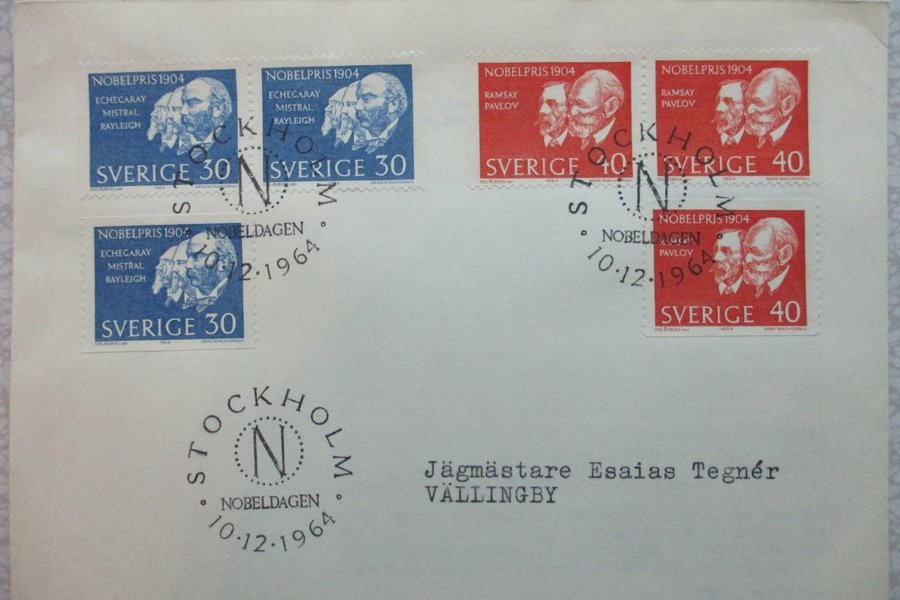 NOBELPRIS 1904
ECHEGARAY
MISTRAL
RAYLEIGH
SVERIGE 30
NOBELPRIS 1904
ECHEGARAY
MISTRAL
RAYLEIGH
SVERIGE 30
NOBELPRIS 1904
RAMSAY
PAVLOV
SVERIGE 40
NOBELPRIS 1904
RAMSAY
PAVLOV
SVERIGE 40
STOCKHOLM
N
NOBELDAGEN
10.12.1964
STOCKHOLM
N
NOBELDAGEN
10.12.1964
NOBELPRIS 1904
ECHEGARAY
MISTRAL
RAYLEIGH
SVERIGE 30
1964
NOBELPRIS 1904
RAMSAY
PAVLOV
SVERIGE 40
1964
STOCKHOLM
N
NOBELDAGEN
10.12.1964
Jägmästare Esaias Tegnér
VÄLLINGBY